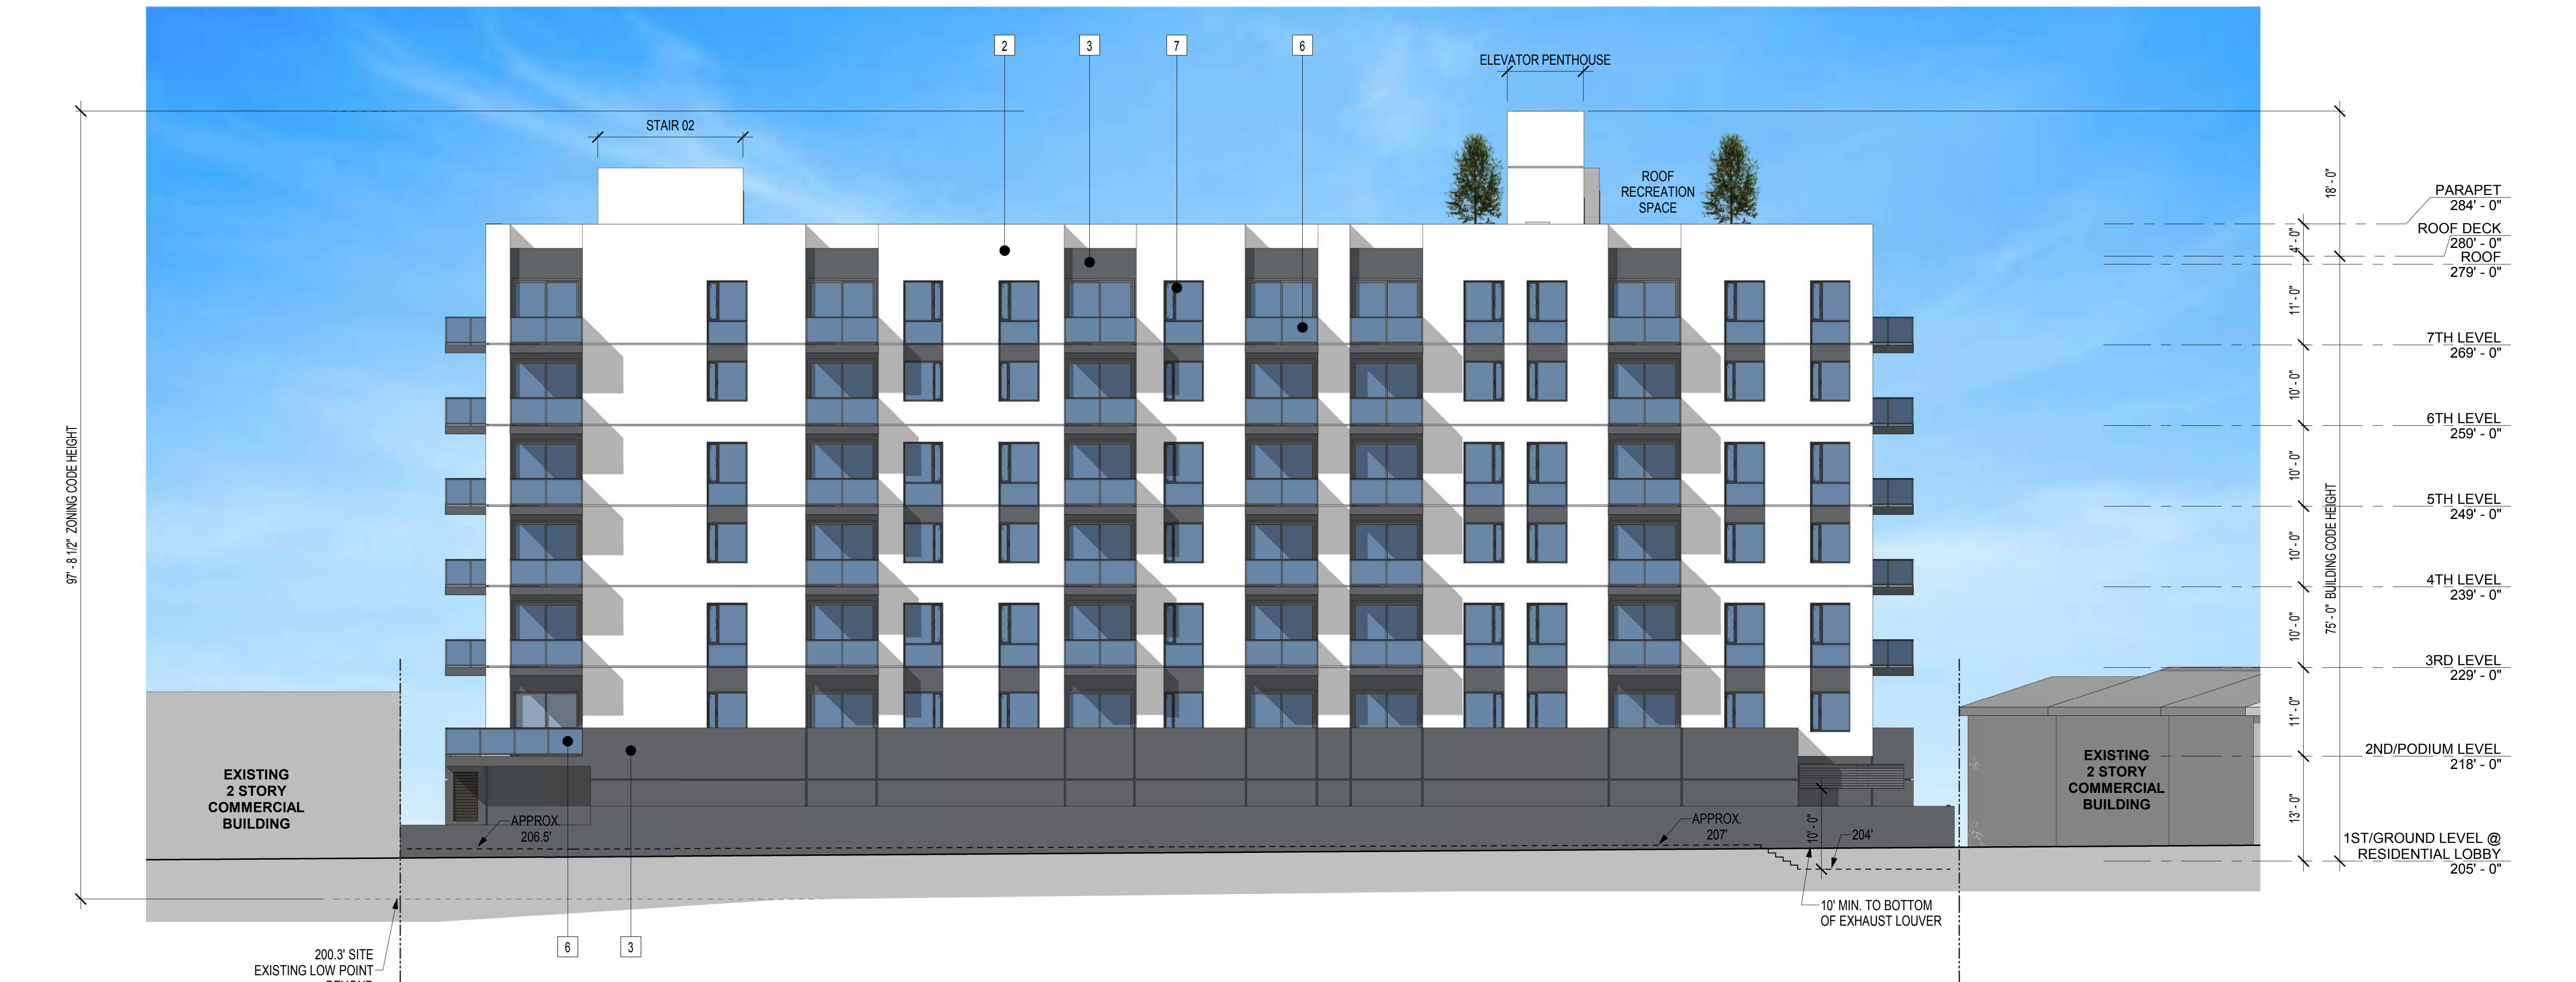 2
3
7
6
ELEVATOR PENTHOUSE
STAIR 02
ROOF
RECREATION
SPACE
97' - 8 1/2" ZONING CODE HEIGHT
18' - 0"
4' - 0"
11' - 0"
10' - 0"
10' - 0"
10' - 0"
10' - 0"
11' - 0"
13' - 0"
75' - 0" BUILDING CODE HEIGHT
PARAPET
284' - 0"
ROOF DECK
280' - 0"
ROOF
279' - 0"
7TH LEVEL
269' - 0"
6TH LEVEL
259' - 0"
5TH LEVEL
249' - 0"
4TH LEVEL
239' - 0"
3RD LEVEL
229' - 0"
2ND/PODIUM LEVEL
218' - 0"
1ST/GROUND LEVEL @
RESIDENTIAL LOBBY
205' - 0"
EXISTING
2 STORY
COMMERCIAL
BUILDING
EXISTING
2 STORY
COMMERCIAL
BUILDING
APPROX.
206.5'
APPROX.
207'
10' - 0"
204'
10' MIN. TO BOTTOM
OF EXHAUST LOUVER
6
3
200.3' SITE
EXISTING LOW POINT